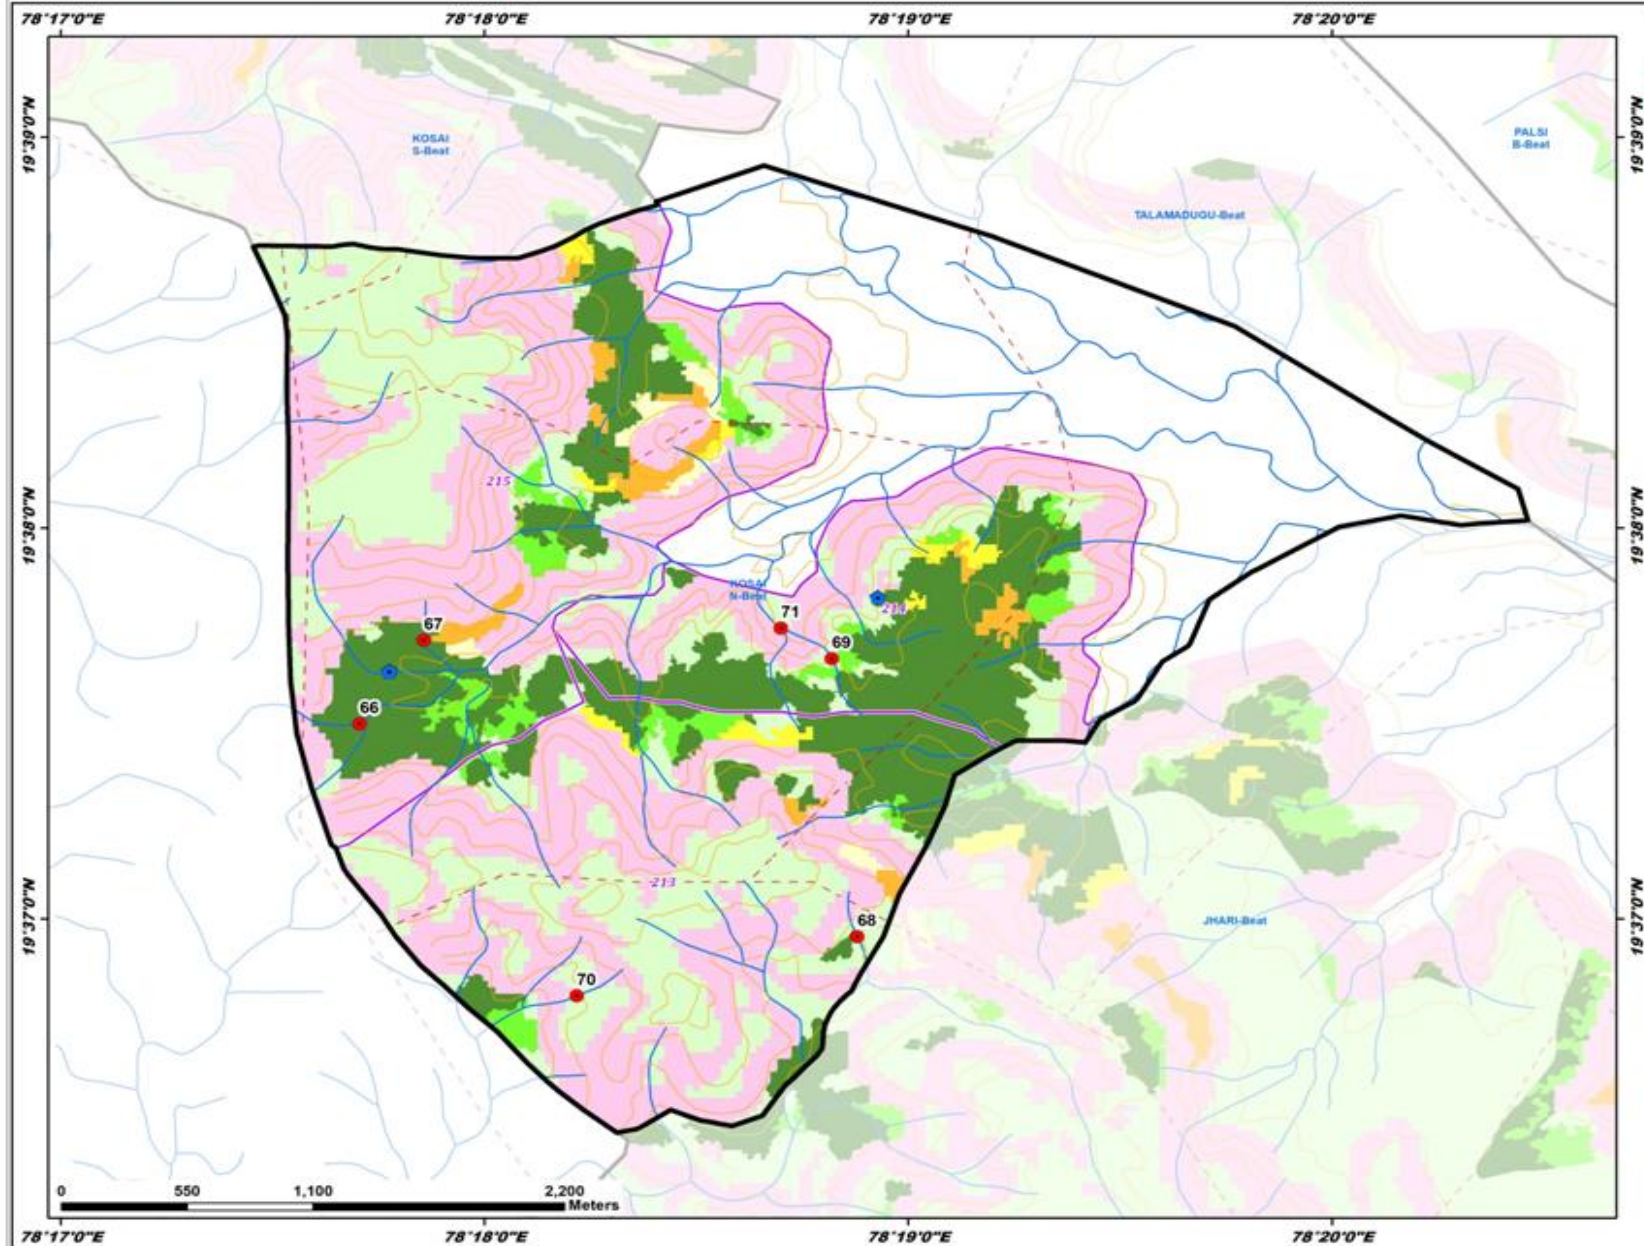 78°17'0"E
78°18'0"E
78°19'0"E
78°20'0"E
19°39'0"N
19°39'0"N
KOSAI
S-Beat
PALSI
B-Beat
TALAMADUGU-Beat
215
19°38'0"N
19°38'0"N
KOSAI
N-Beat
214
71
67
69
66
213
68
JHARI-Beat
19°37'0"N
19°37'0"N
70
0
550
1,100
2,200
Meters
78°17'0"E
78°18'0"E
78°19'0"E
78°20'0"E